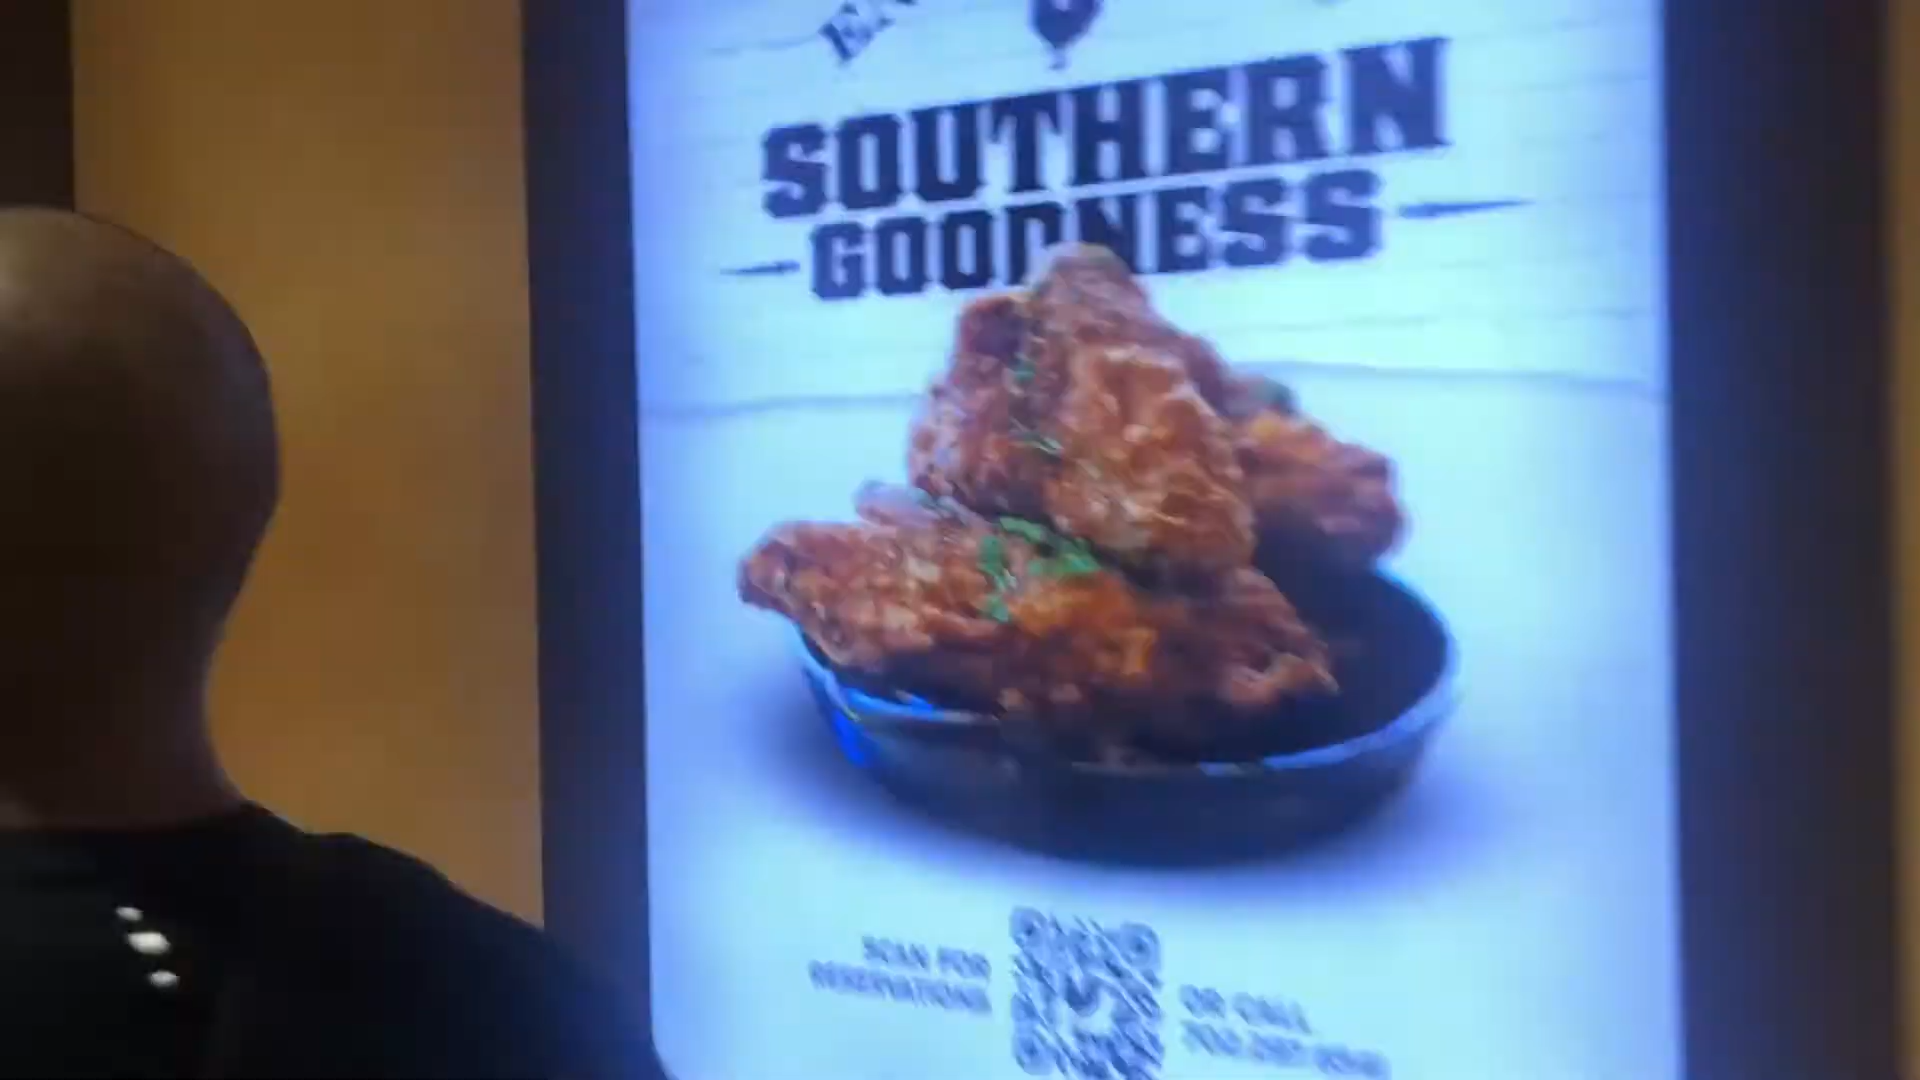 SOUTHERN
GOODNESS
SCAN FOR
RESERVATIONS
OR CALL